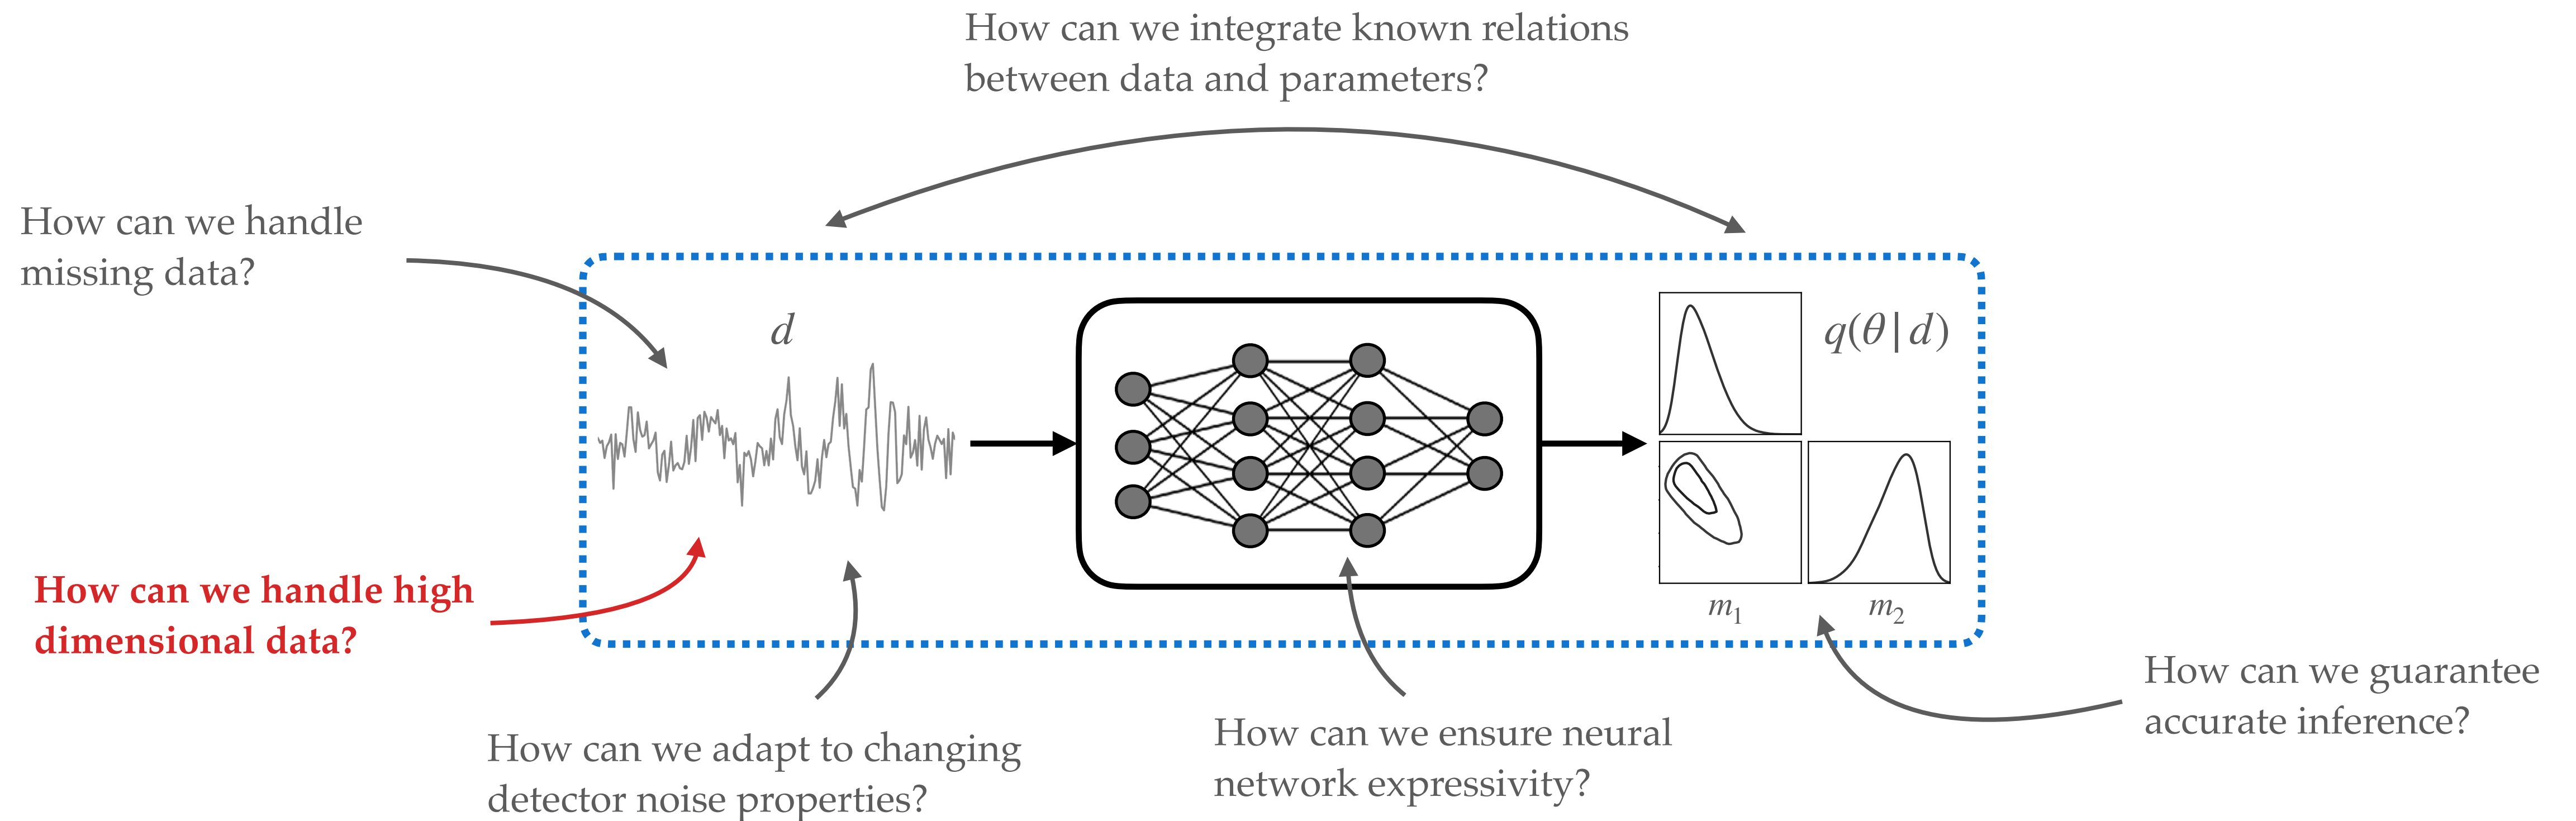 How can we integrate known relations
between data and parameters?
How can we handle
missing data?
d
q(θ|d)
How can we handle high
dimensional data?
m₁
m₂
How can we guarantee
accurate inference?
How can we adapt to changing
detector noise properties?
How can we ensure neural
network expressivity?